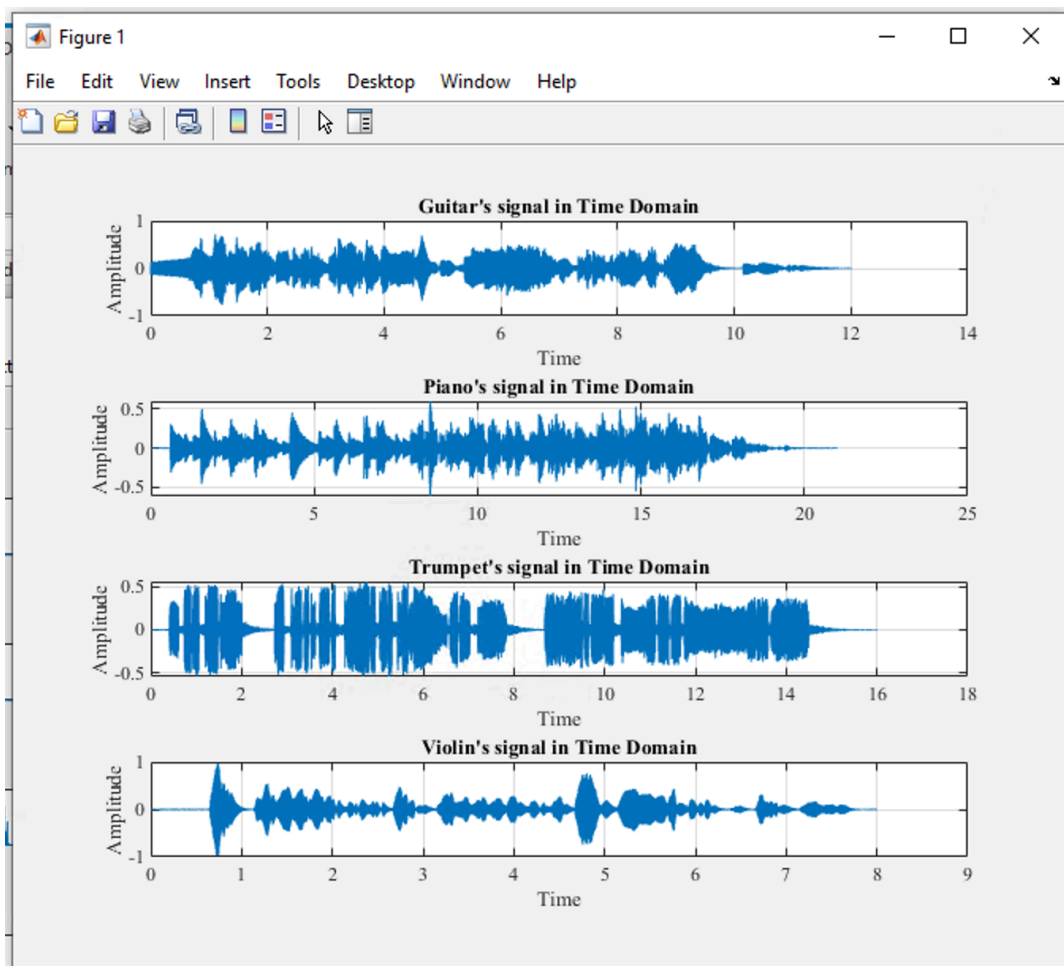 Figure 1
File Edit View Insert Tools Desktop Window Help
Guitar's signal in Time Domain
Amplitude
1
0
-1
0 2 4 6 8 10 12 14
Time
Piano's signal in Time Domain
Amplitude
0.5
0
-0.5
0 5 10 15 20 25
Time
Trumpet's signal in Time Domain
Amplitude
0.5
0
-0.5
0 2 4 6 8 10 12 14 16 18
Time
Violin's signal in Time Domain
Amplitude
1
0
-1
0 1 2 3 4 5 6 7 8 9
Time